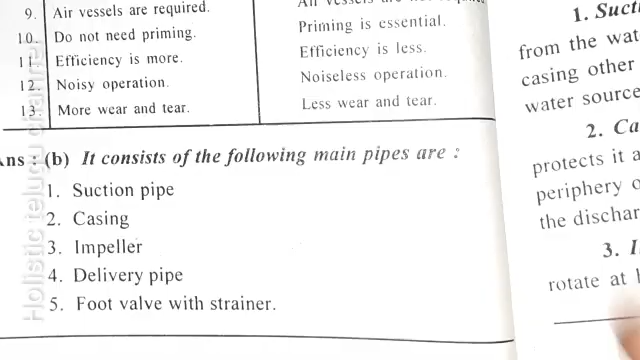 9. Air vessels are required.
10. Do not need priming. Priming is essential.
11. Efficiency is more. Efficiency is less.
12. Noisy operation. Noiseless operation.
13. More wear and tear. Less wear and tear.
Ans : (b) It consists of the following main pipes are :
1. Suction pipe
2. Casing
3. Impeller
4. Delivery pipe
5. Foot valve with strainer.
1. Sucti
from the wat
casing other
water source
2. Ca
protects it a
periphery o
the dischar
3. I
rotate at h
Holistic telugu channel